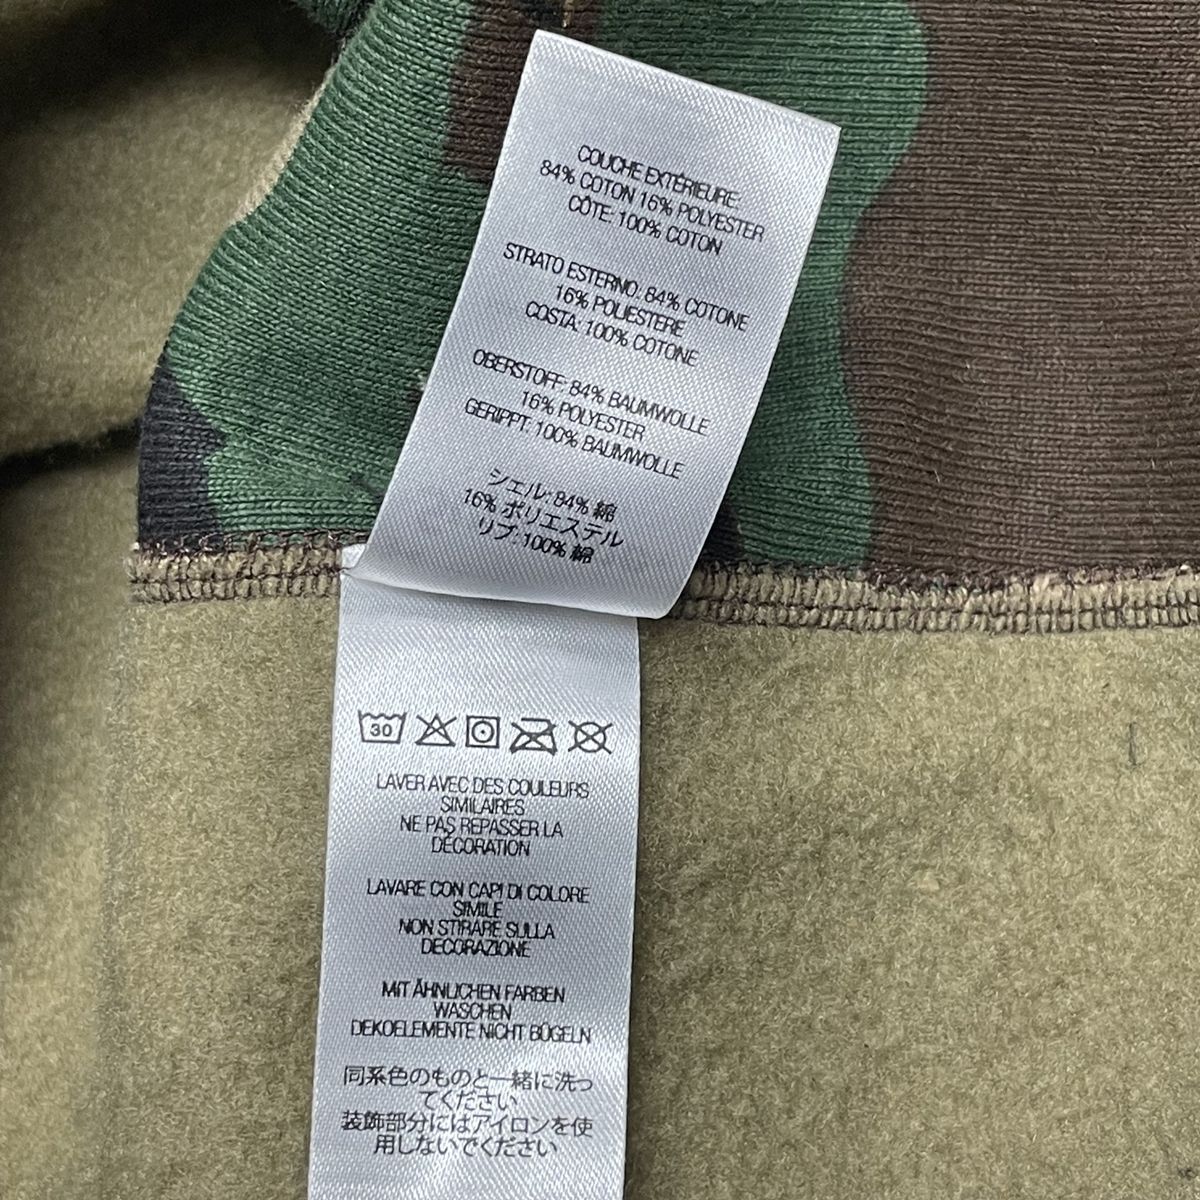 COUCHE EXTÉRIEURE:
84% COTON 16% POLYESTER
CÔTE: 100% COTON
STRATO ESTERNO: 84% COTONE
16% POLIESTERE
COSTA: 100% COTONE
OBERSTOFF: 84% BAUMWOLLE
16% POLYESTER
GERIPPT: 100% BAUMWOLLE
シェル: 84% 綿
16% ポリエステル
リブ: 100% 綿
30
LAVER AVEC DES COULEURS
SIMILAIRES
NE PAS REPASSER LA
DÉCORATION
LAVARE CON CAPI DI COLORE
SIMILE
NON STIRARE SULLA
DECORAZIONE
MIT ÄHNLICHEN FARBEN
WASCHEN
DEKOELEMENTE NICHT BÜGELN
同系色のものと一緒に洗っ
てください
装飾部分にはアイロンを使
用しないでください